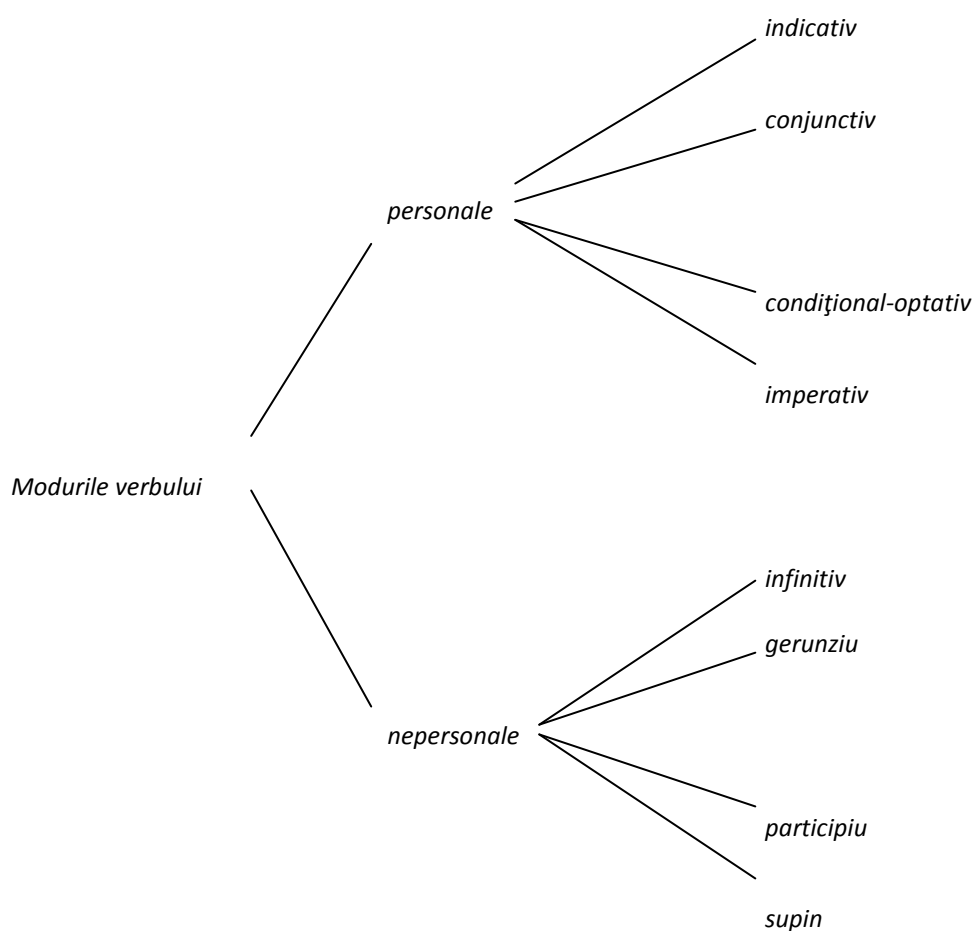 indicativ
conjunctiv
personale
condiţional-optativ
imperativ
Modurile verbului
infinitiv
gerunziu
nepersonale
participiu
supin